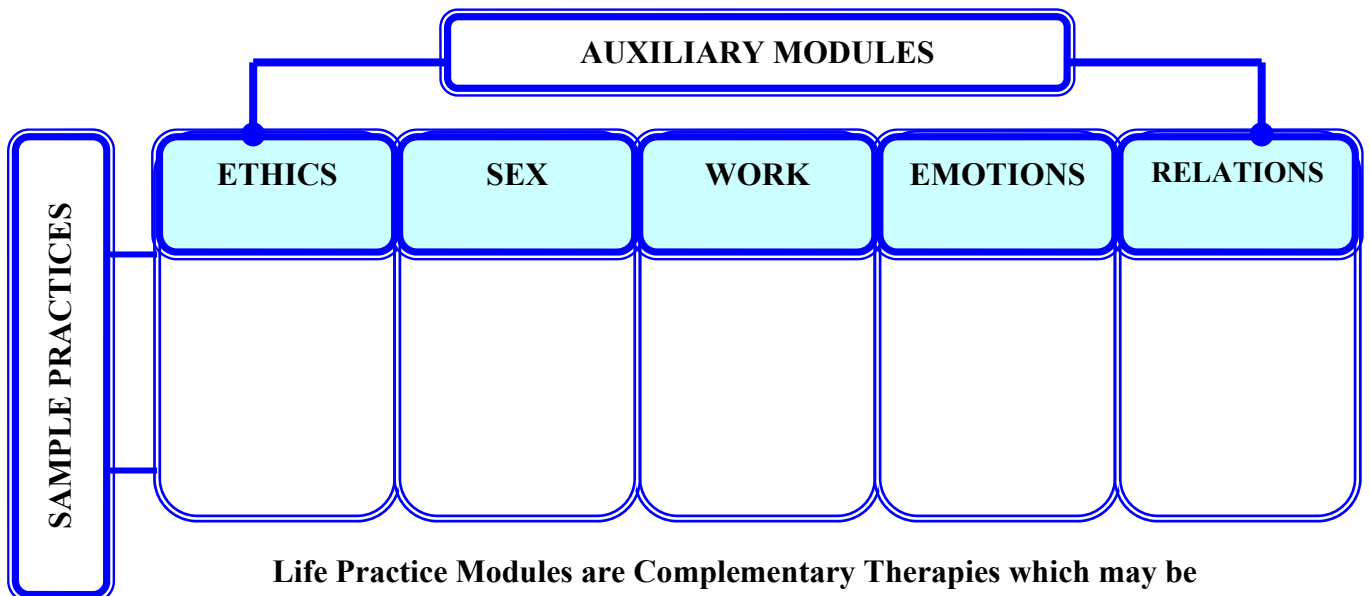 AUXILIARY MODULES
ETHICS
SEX
WORK
EMOTIONS
RELATIONS
SAMPLE PRACTICES
Life Practice Modules are Complementary Therapies which may be